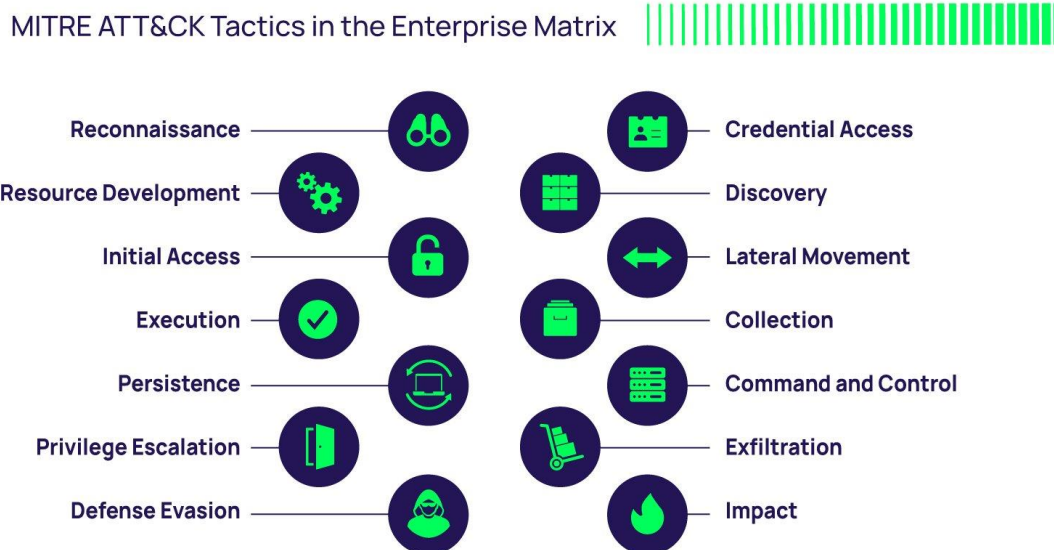 MITRE ATT&CK Tactics in the Enterprise Matrix
Reconnaissance
Resource Development
Initial Access
Execution
Persistence
Privilege Escalation
Defense Evasion
Credential Access
Discovery
Lateral Movement
Collection
Command and Control
Exfiltration
Impact